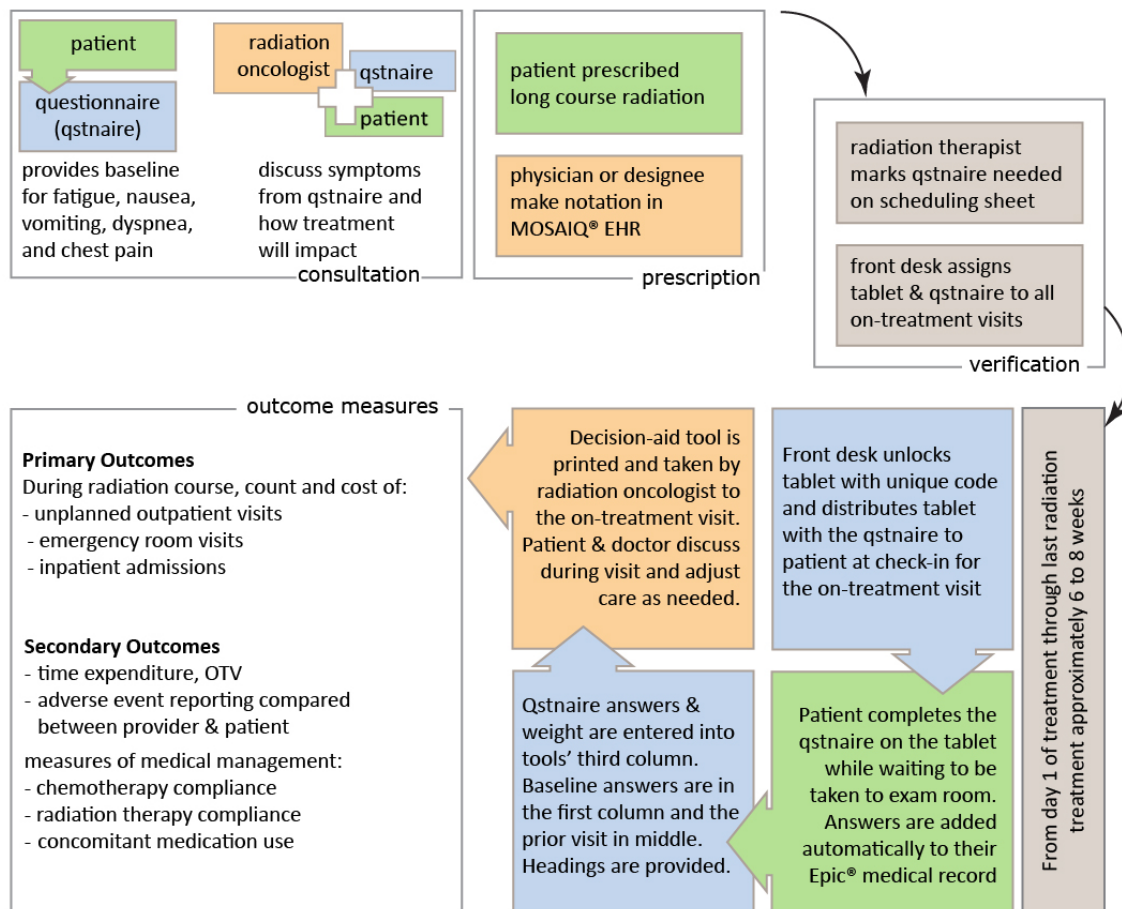 patient
questionnaire
(qstnaire)
provides baseline
for fatigue, nausea,
vomiting, dyspnea,
and chest pain
radiation
oncologist
qstnaire
patient
discuss symptoms
from qstnaire and
how treatment
will impact
consultation
patient prescribed
long course radiation
physician or designee
make notation in
MOSAIQ® EHR
prescription
radiation therapist
marks qstnaire needed
on scheduling sheet
front desk assigns
tablet & qstnaire to all
on-treatment visits
verification
From day 1 of treatment through last radiation
treatment approximately 6 to 8 weeks
Front desk unlocks
tablet with unique code
and distributes tablet
with the qstnaire to
patient at check-in for
the on-treatment visit
Patient completes the
qstnaire on the tablet
while waiting to be
taken to exam room.
Answers are added
automatically to their
Epic® medical record
Qstnaire answers &
weight are entered into
tools’ third column.
Baseline answers are in
the first column and the
prior visit in middle.
Headings are provided.
Decision-aid tool is
printed and taken by
radiation oncologist to
the on-treatment visit.
Patient & doctor discuss
during visit and adjust
care as needed.
outcome measures
Primary Outcomes
During radiation course, count and cost of:
- unplanned outpatient visits
- emergency room visits
- inpatient admissions
Secondary Outcomes
- time expenditure, OTV
- adverse event reporting compared
between provider & patient
measures of medical management:
- chemotherapy compliance
- radiation therapy compliance
- concomitant medication use